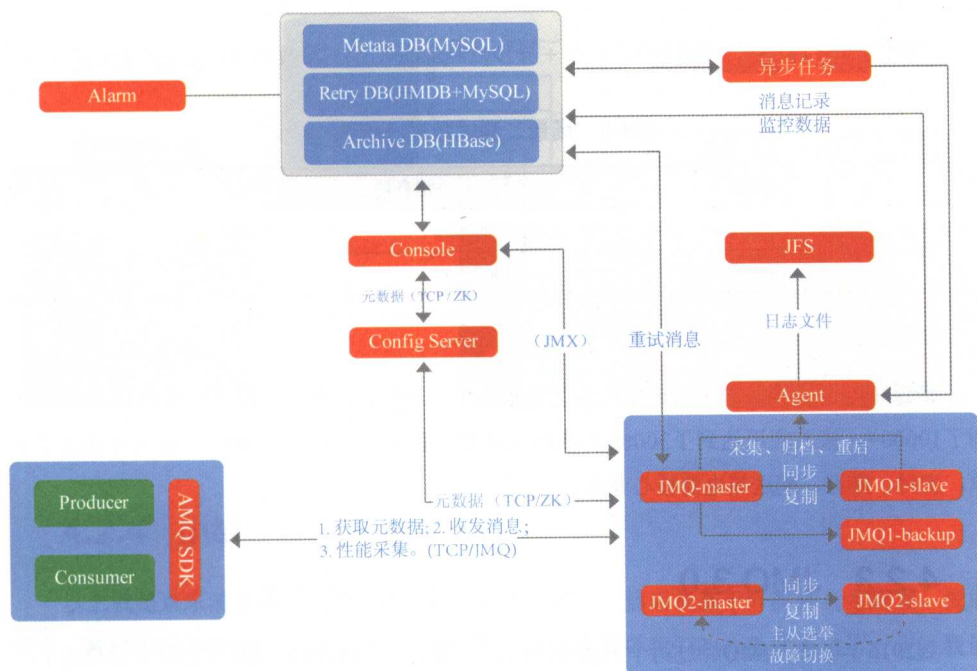 Metata DB(MySQL)
Retry DB(JIMDB+MySQL)
Archive DB(HBase)
Alarm
异步任务
消息记录
监控数据
Console
元数据(TCP/ZK)
Config Server
(JMX)
重试消息
JFS
日志文件
Agent
采集、归档、重启
JMQ-master
同步
复制
JMQ1-slave
JMQ1-backup
JMQ2-master
同步
复制
JMQ2-slave
主从选举
故障切换
元数据(TCP/ZK)
1. 获取元数据; 2. 收发消息;
3. 性能采集。(TCP/JMQ)
Producer
Consumer
AMQ SDK